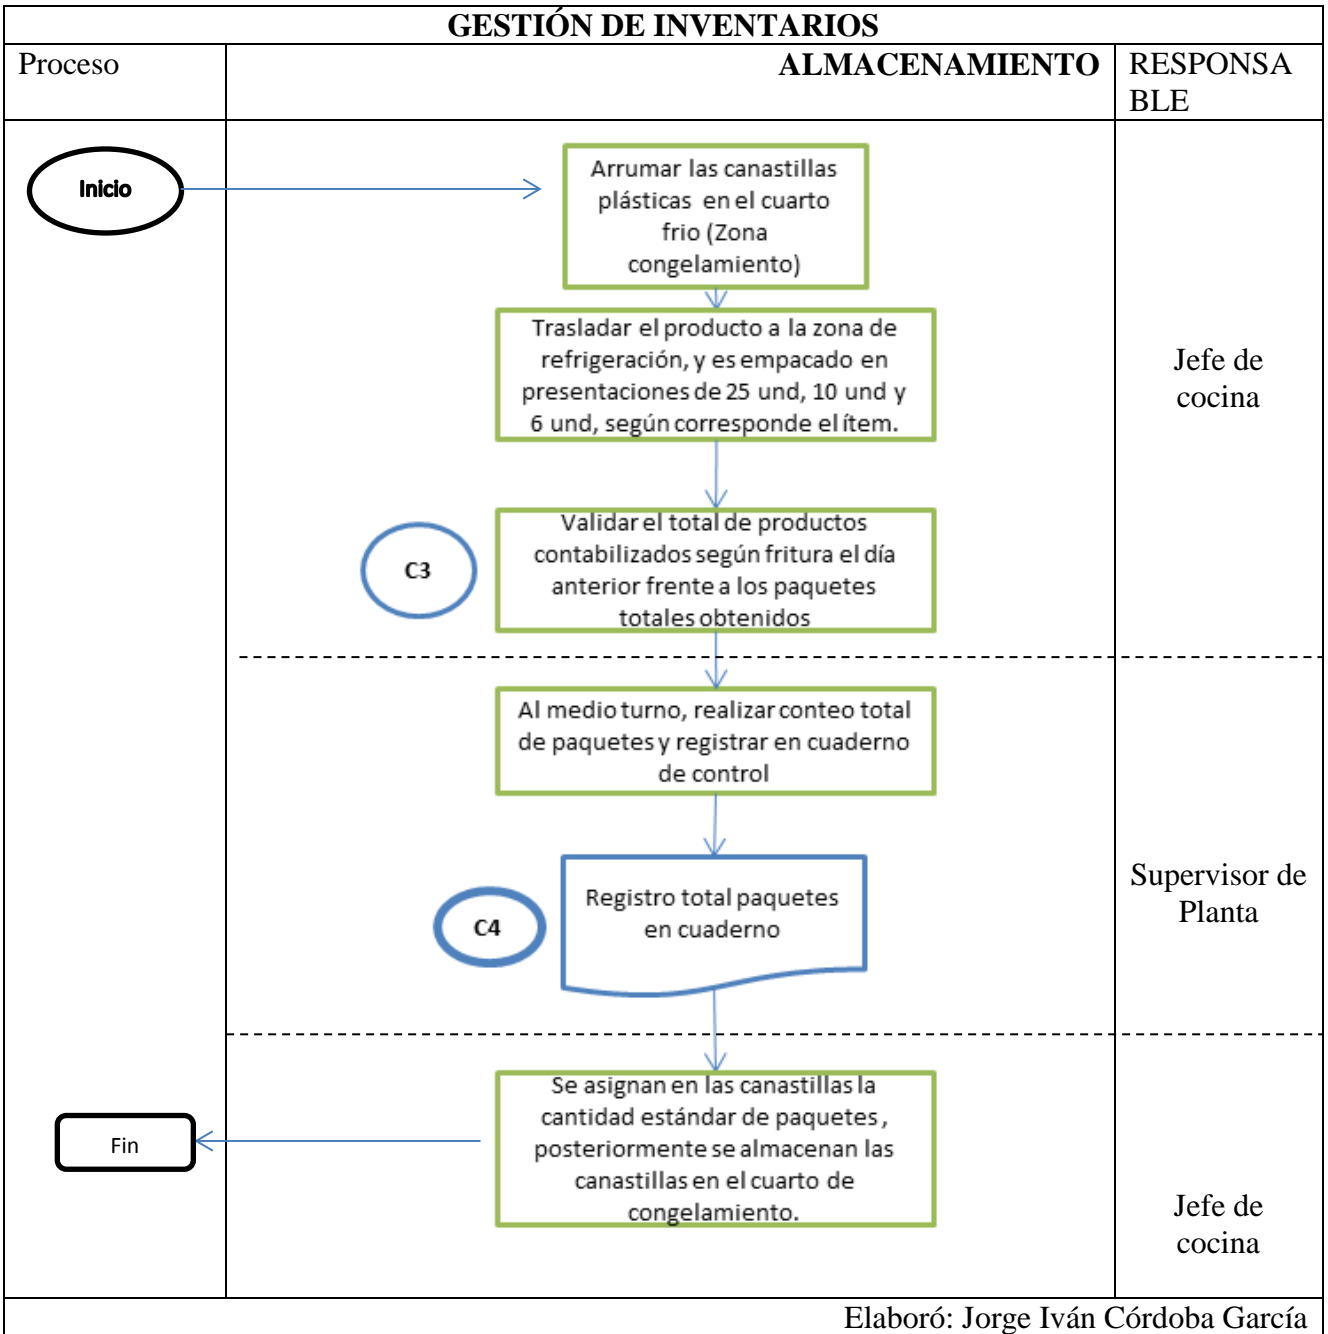 GESTIÓN DE INVENTARIOS
Proceso
ALMACENAMIENTO
RESPONSA
BLE
Inicio
Arrumar las canastillas
plásticas en el cuarto
frio (Zona
congelamiento)
Trasladar el producto a la zona de
refrigeración, y es empacado en
presentaciones de 25 und, 10 und y
6 und, según corresponde el ítem.
Jefe de
cocina
C3
Validar el total de productos
contabilizados según fritura el día
anterior frente a los paquetes
totales obtenidos
Al medio turno, realizar conteo total
de paquetes y registrar en cuaderno
de control
C4
Registro total paquetes
en cuaderno
Supervisor de
Planta
Se asignan en las canastillas la
cantidad estándar de paquetes ,
posteriormente se almacenan las
canastillas en el cuarto de
congelamiento.
Fin
Jefe de
cocina
Elaboró: Jorge Iván Córdoba García